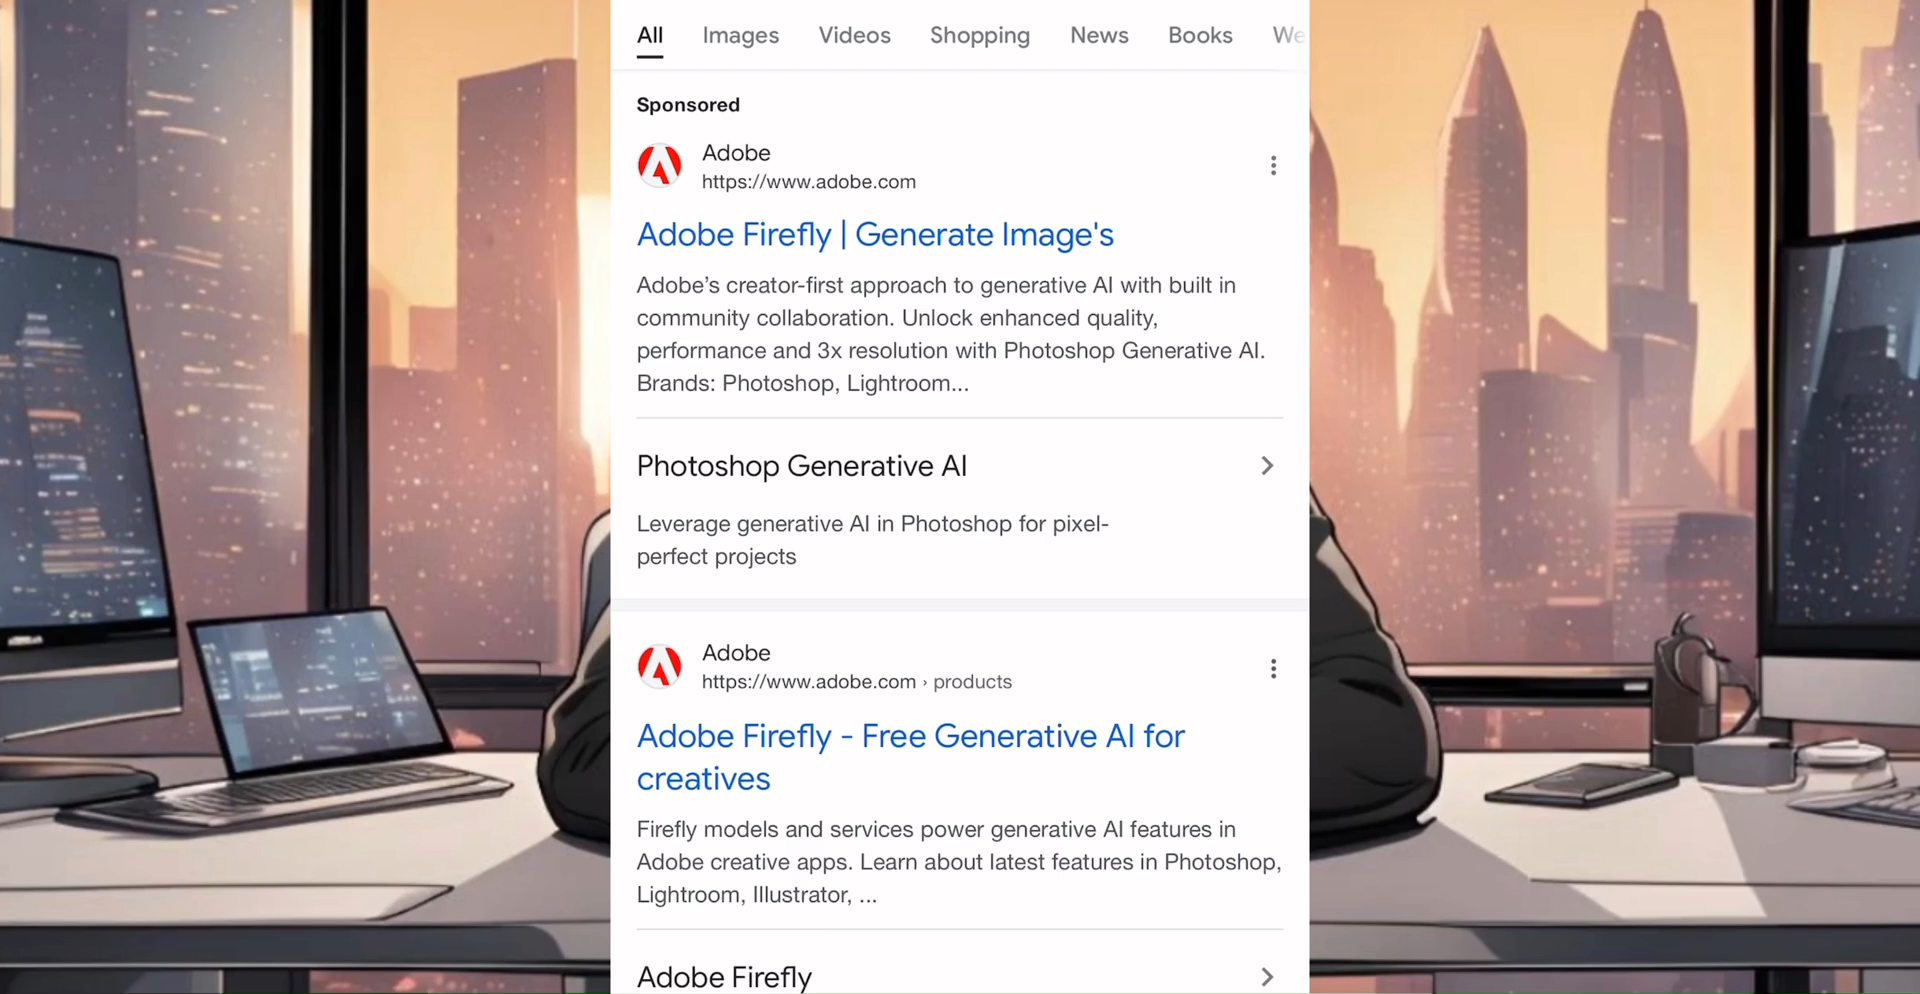 All Images Videos Shopping News Books We
Sponsored
Adobe
https://www.adobe.com
Adobe Firefly | Generate Image's
Adobe’s creator-first approach to generative AI with built in
community collaboration. Unlock enhanced quality,
performance and 3x resolution with Photoshop Generative AI.
Brands: Photoshop, Lightroom...
Photoshop Generative AI
Leverage generative AI in Photoshop for pixel-
perfect projects
Adobe
https://www.adobe.com › products
Adobe Firefly - Free Generative AI for
creatives
Firefly models and services power generative AI features in
Adobe creative apps. Learn about latest features in Photoshop,
Lightroom, Illustrator, ...
Adobe Firefly